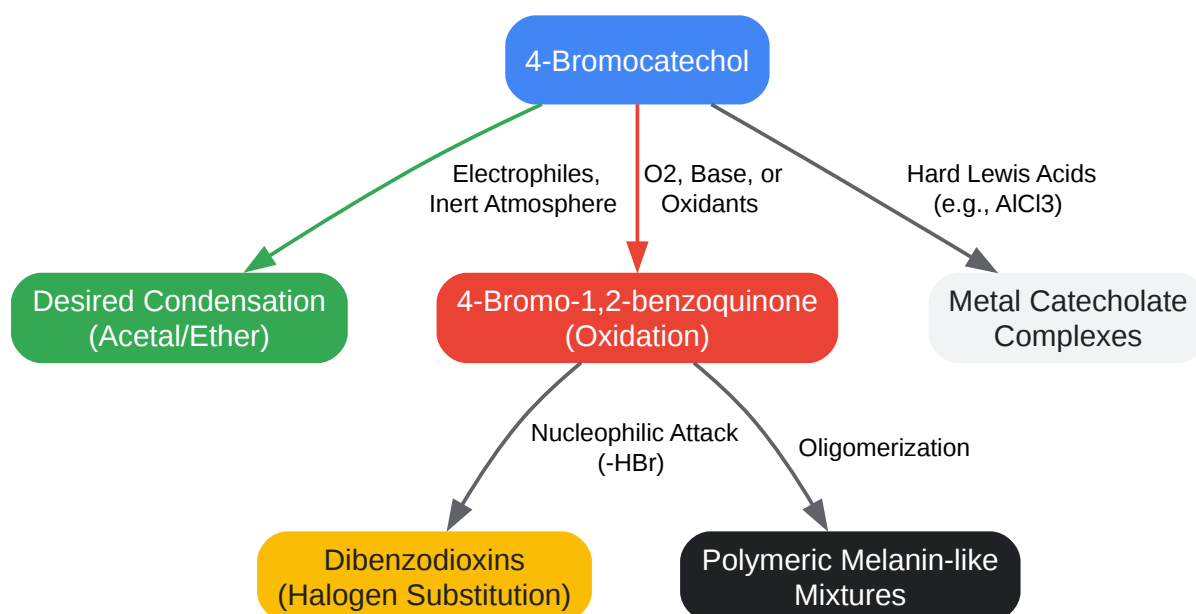 4-Bromocatechol
Electrophiles,
Inert Atmosphere
O2, Base, or
Oxidants
Hard Lewis Acids
(e.g., AlCl3)
Desired Condensation
(Acetal/Ether)
4-Bromo-1,2-benzoquinone
(Oxidation)
Metal Catecholate
Complexes
Nucleophilic Attack
(-HBr)
Oligomerization
Dibenzodioxins
(Halogen Substitution)
Polymeric Melanin-like
Mixtures